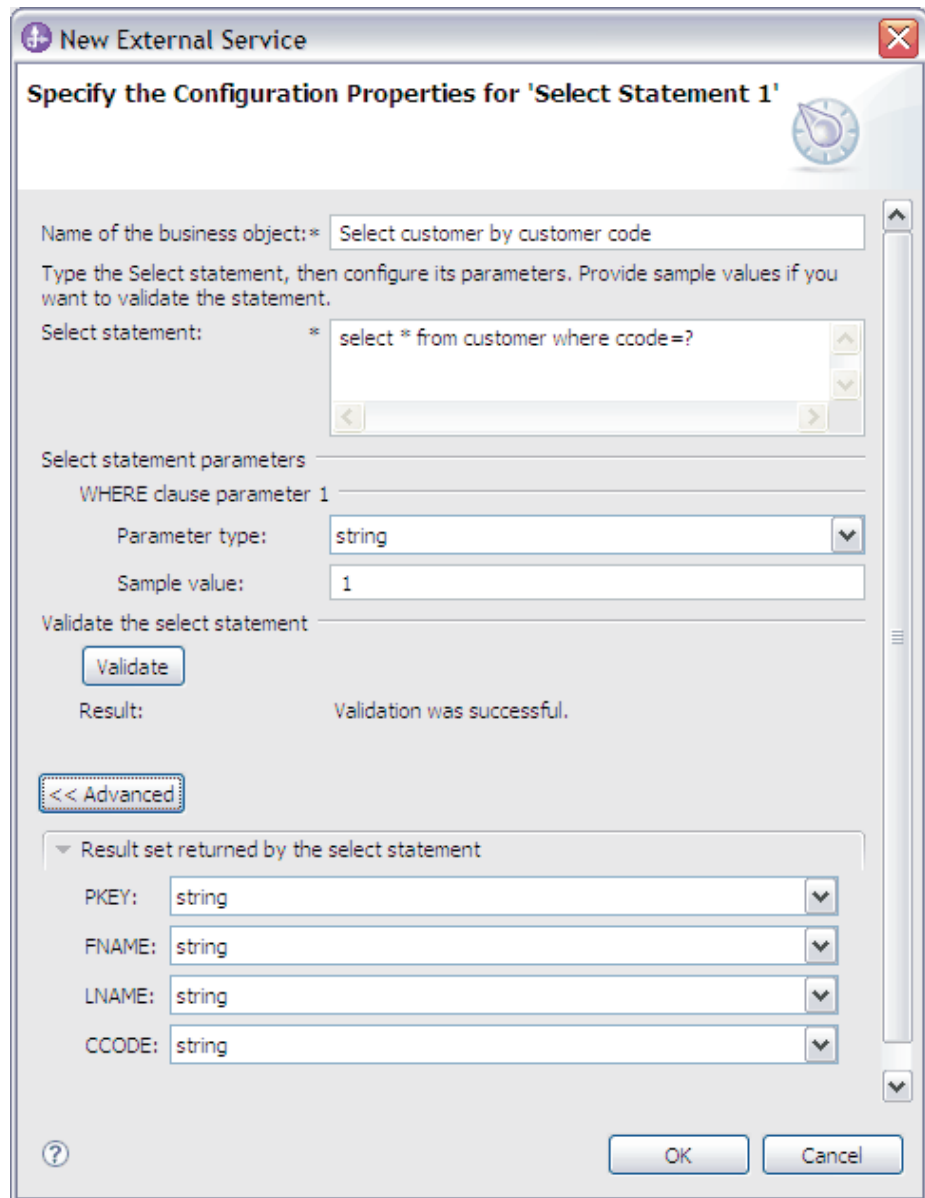 New External Service
Specify the Configuration Properties for 'Select Statement 1'
Name of the business object:* Select customer by customer code
Type the Select statement, then configure its parameters. Provide sample values if you
want to validate the statement.
Select statement: * select * from customer where ccode=?
Select statement parameters
WHERE clause parameter 1
Parameter type: string
Sample value: 1
Validate the select statement
Validate
Result: Validation was successful.
<< Advanced
Result set returned by the select statement
PKEY: string
FNAME: string
LNAME: string
CCODE: string
? OK Cancel